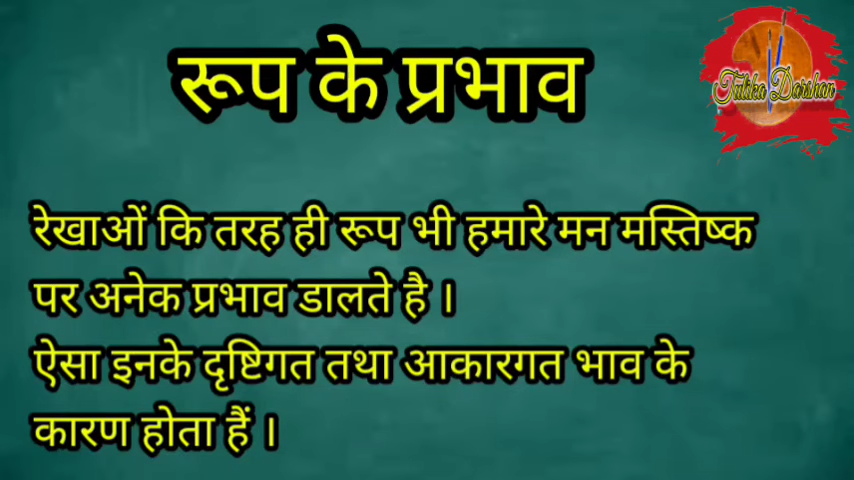 रूप के प्रभाव
Tulika Darshan
रेखाओं कि तरह ही रूप भी हमारे मन मस्तिष्क
पर अनेक प्रभाव डालते है ।
ऐसा इनके दृष्टिगत तथा आकारगत भाव के
कारण होता हैं ।